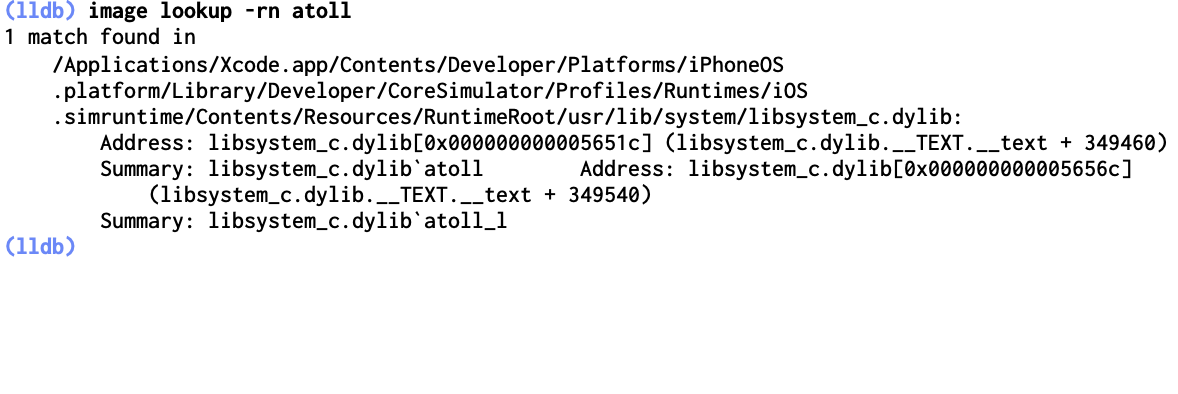 (lldb) image lookup -rn atoll
1 match found in
/Applications/Xcode.app/Contents/Developer/Platforms/iPhoneOS
.platform/Library/Developer/CoreSimulator/Profiles/Runtimes/iOS
.simruntime/Contents/Resources/RuntimeRoot/usr/lib/system/libsystem_c.dylib:
Address: libsystem_c.dylib[0x000000000005651c] (libsystem_c.dylib.__TEXT.__text + 349460)
Summary: libsystem_c.dylib`atoll        Address: libsystem_c.dylib[0x000000000005656c]
(libsystem_c.dylib.__TEXT.__text + 349540)
Summary: libsystem_c.dylib`atoll_l
(lldb)